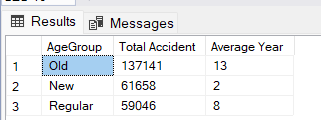 Results Messages
AgeGroup Total Accident Average Year
1 Old 137141 13
2 New 61658 2
3 Regular 59046 8